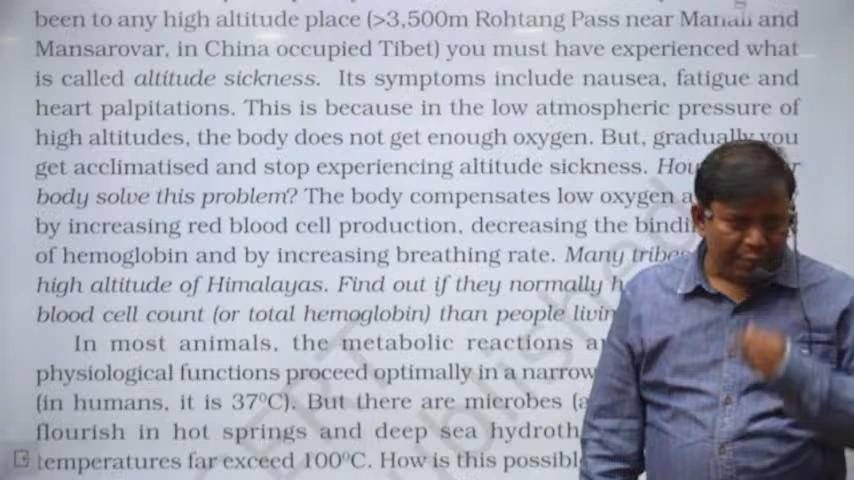 been to any high altitude place (>3,500m Rohtang Pass near Manali and
Mansarovar, in China occupied Tibet) you must have experienced what
is called altitude sickness. Its symptoms include nausea, fatigue and
heart palpitations. This is because in the low atmospheric pressure of
high altitudes, the body does not get enough oxygen. But, gradually you
get acclimatised and stop experiencing altitude sickness.
body solve this problem? The body compensates low oxygen
by increasing red blood cell production, decreasing the
of hemoglobin and by increasing breathing rate. Many tribes
high altitude of Himalayas. Find out if they normally
blood cell count (or total hemoglobin) than people
In most animals, the metabolic reactions
physiological functions proceed optimally in a narrow
(in humans, it is 37⁰C). But there are microbes
flourish in hot springs and deep sea
temperatures far exceed 100⁰C. How is this